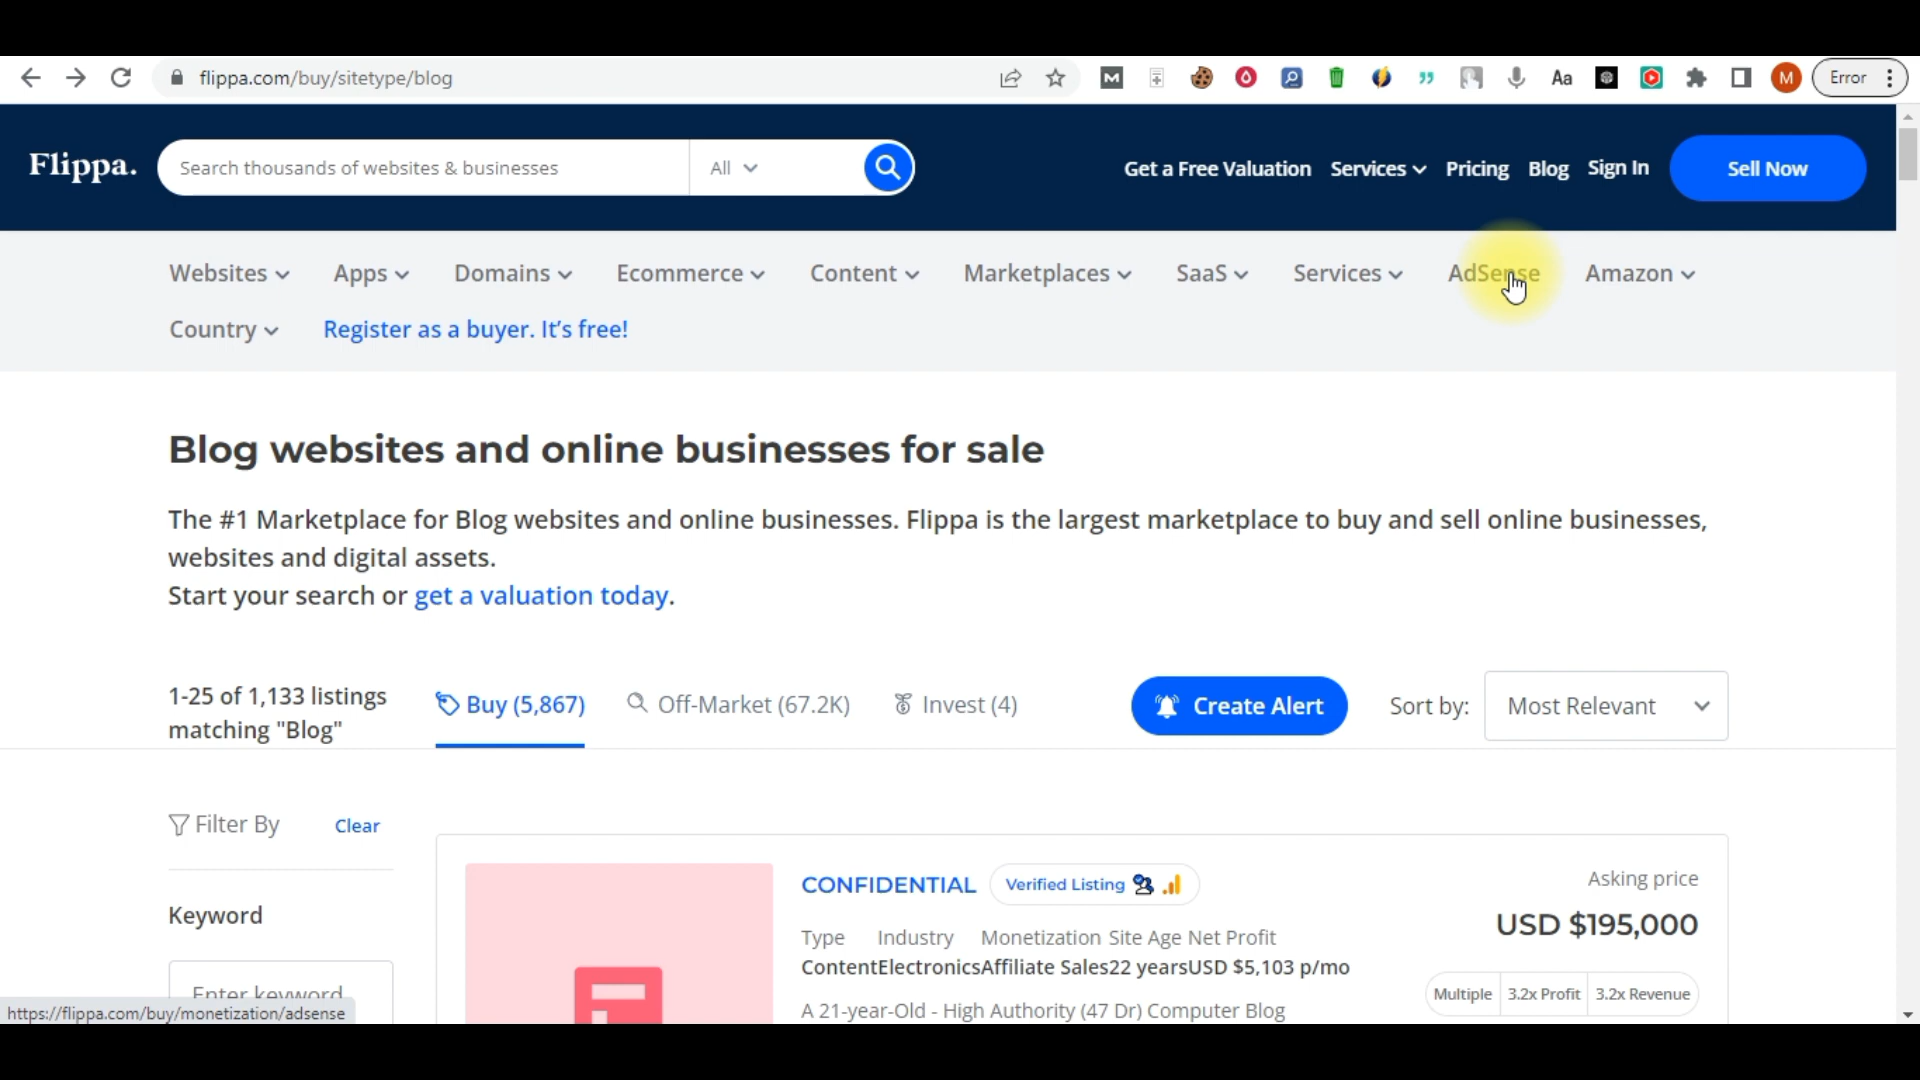 flippa.com/buy/sitetype/blog
Aa
M
Error
Flippa.
Search thousands of websites & businesses
All
Get a Free Valuation
Services
Pricing
Blog
Sign In
Sell Now
Websites
Apps
Domains
Ecommerce
Content
Marketplaces
SaaS
Services
AdSense
Amazon
Country
Register as a buyer. It's free!
Blog websites and online businesses for sale
The #1 Marketplace for Blog websites and online businesses. Flippa is the largest marketplace to buy and sell online businesses,
websites and digital assets.
Start your search or get a valuation today.
1-25 of 1,133 listings
matching "Blog"
Buy (5,867)
Off-Market (67.2K)
Invest (4)
Create Alert
Sort by:
Most Relevant
Filter By
Clear
Keyword
Enter keyword
CONFIDENTIAL
Verified Listing
Type Industry Monetization Site Age Net Profit
ContentElectronicsAffiliate Sales22 yearsUSD $5,103 p/mo
A 21-year-Old - High Authority (47 Dr) Computer Blog
Asking price
USD $195,000
Multiple
3.2x Profit
3.2x Revenue
https://flippa.com/buy/monetization/adsense